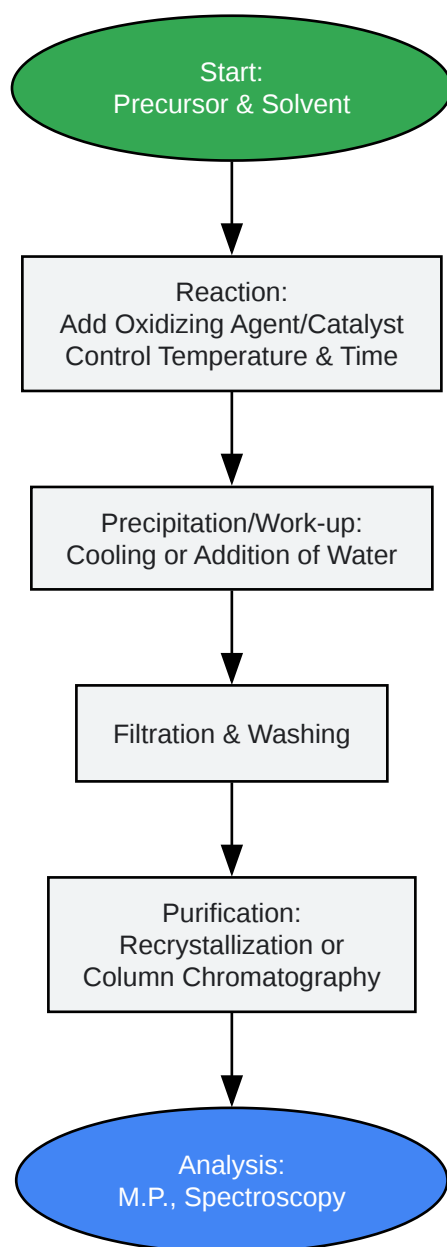 Start:
Precursor & Solvent
Reaction:
Add Oxidizing Agent/Catalyst
Control Temperature & Time
Precipitation/Work-up:
Cooling or Addition of Water
Filtration & Washing
Purification:
Recrystallization or
Column Chromatography
Analysis:
M.P., Spectroscopy